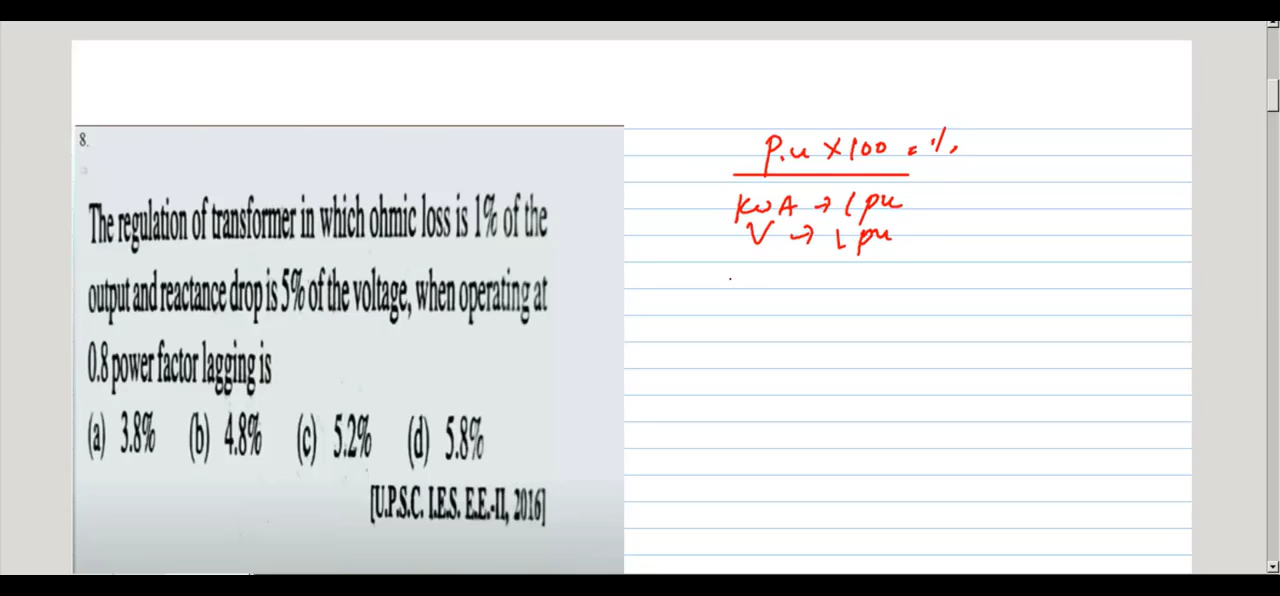 8.
The regulation of transformer in which ohmic loss is 1% of the
output and reactance drop is 5% of the voltage, when operating at
0.8 power factor lagging is
(a) 3.8% (b) 4.8% (c) 5.2% (d) 5.8%
[U.P.S.C. I.E.S. E.E.-II, 2016]
P.u × 100 = %
KVA → 1 pu
V → 1 pu